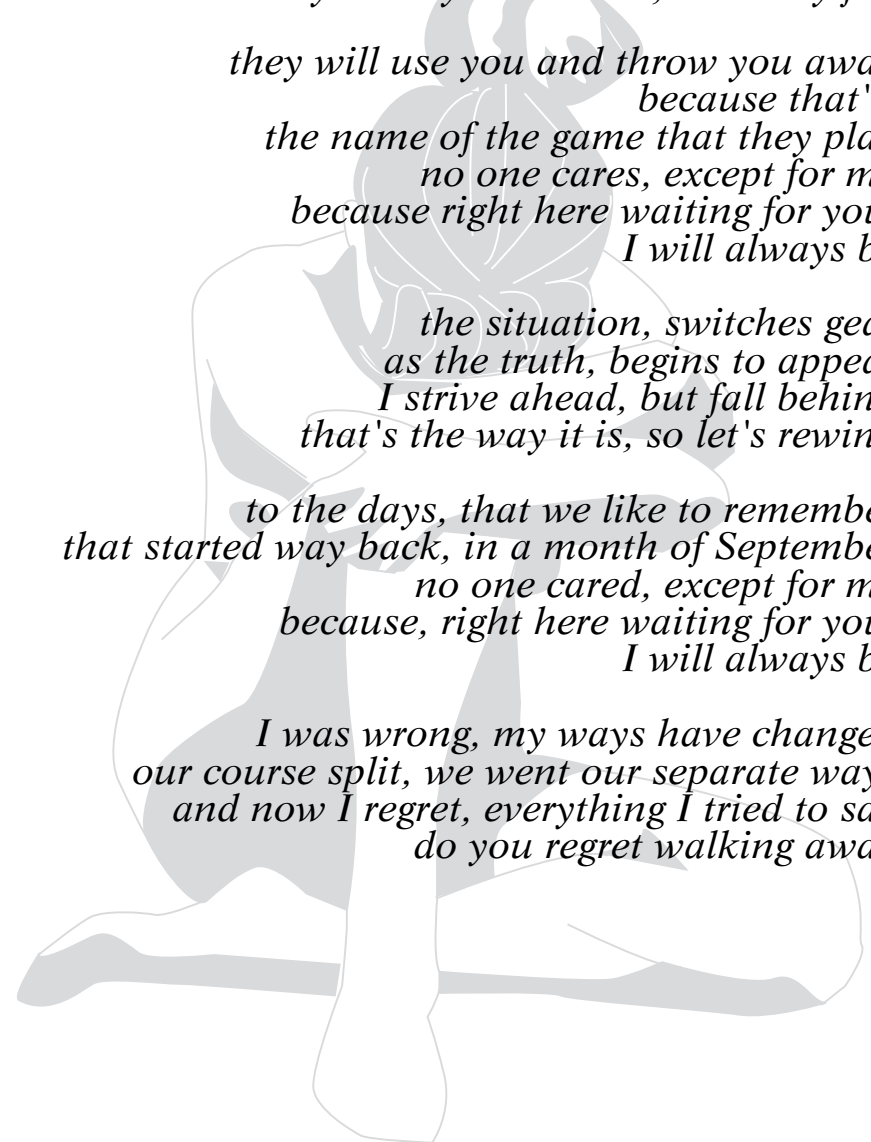 they will use you and throw you awa
because that'
the name of the game that they pla
no one cares, except for m
because right here waiting for you
I will always b
the situation, switches gea
as the truth, begins to appea
I strive ahead, but fall behin
that's the way it is, so let's rewin
to the days, that we like to remembe
that started way back, in a month of Septembe
no one cared, except for m
because, right here waiting for you
I will always b
I was wrong, my ways have change
our course split, we went our separate way
and now I regret, everything I tried to sa
do you regret walking awa